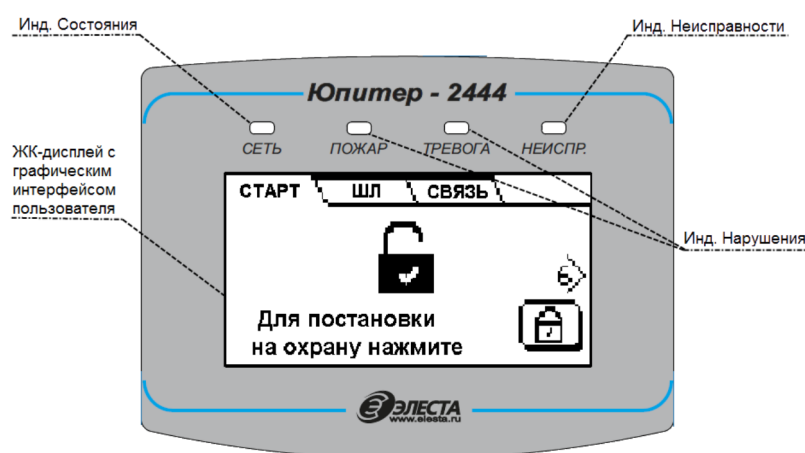 Инд. Состояния
Инд. Неисправности
Юпитер - 2444
СЕТЬ ПОЖАР ТРЕВОГА НЕИСПР.
ЖК-дисплей с
графическим
интерфейсом
пользователя
СТАРТ ШЛ СВЯЗЬ
Инд. Нарушения
Для постановки
на охрану нажмите
ЭЛЕСТА
www.elesta.ru